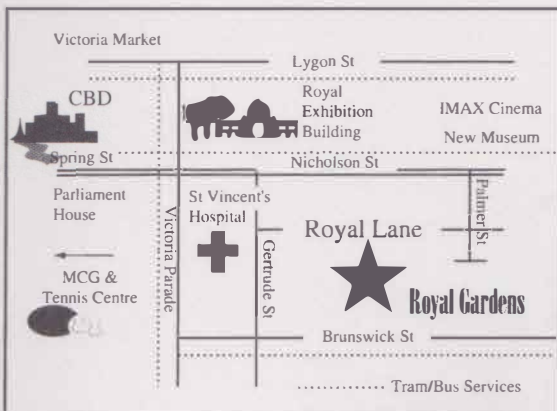 Victoria Market
Lygon St
CBD
Royal
Exhibition
Building
IMAX Cinema
New Museum
Spring St
Nicholson St
Parliament
House
St Vincent's
Hospital
Victoria Parade
Gertrude St
Royal Lane
Palmer St
MCG &
Tennis Centre
Royal Gardens
Brunswick St
Tram/Bus Services